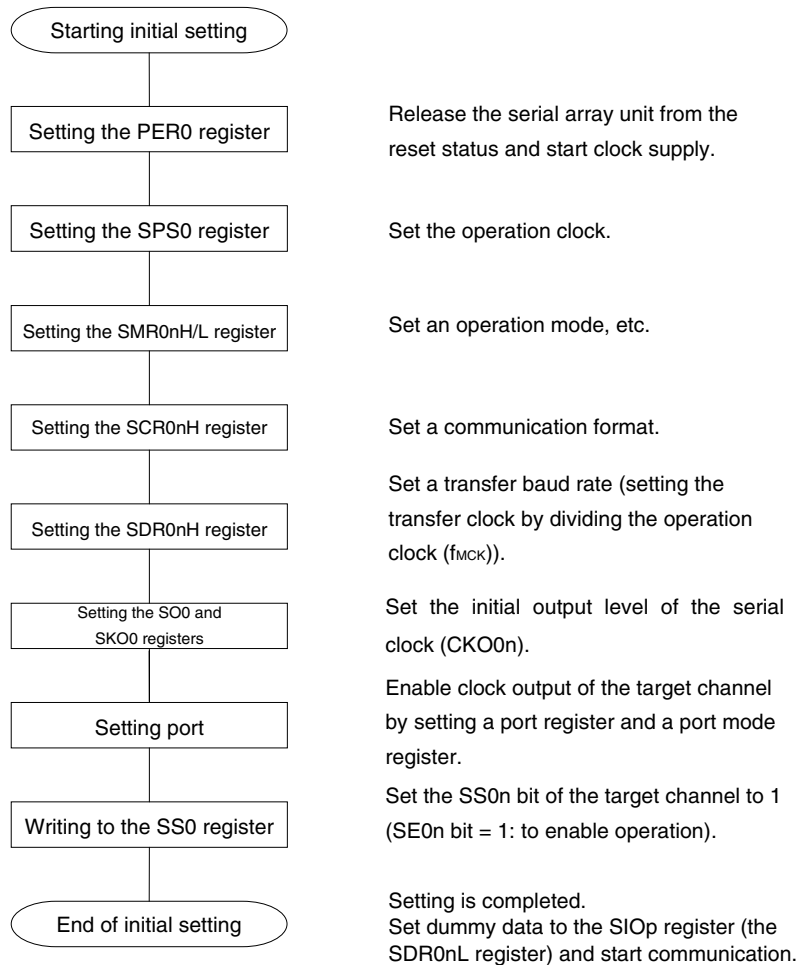 Starting initial setting
Setting the PER0 register
Release the serial array unit from the
reset status and start clock supply.
Setting the SPS0 register
Set the operation clock.
Setting the SMR0nH/L register
Set an operation mode, etc.
Setting the SCR0nH register
Set a communication format.
Setting the SDR0nH register
Set a transfer baud rate (setting the
transfer clock by dividing the operation
clock (fMCK)).
Setting the SO0 and
SKO0 registers
Set the initial output level of the serial
clock (CKO0n).
Setting port
Enable clock output of the target channel
by setting a port register and a port mode
register.
Writing to the SS0 register
Set the SS0n bit of the target channel to 1
(SE0n bit = 1: to enable operation).
End of initial setting
Setting is completed.
Set dummy data to the SIOp register (the
SDR0nL register) and start communication.